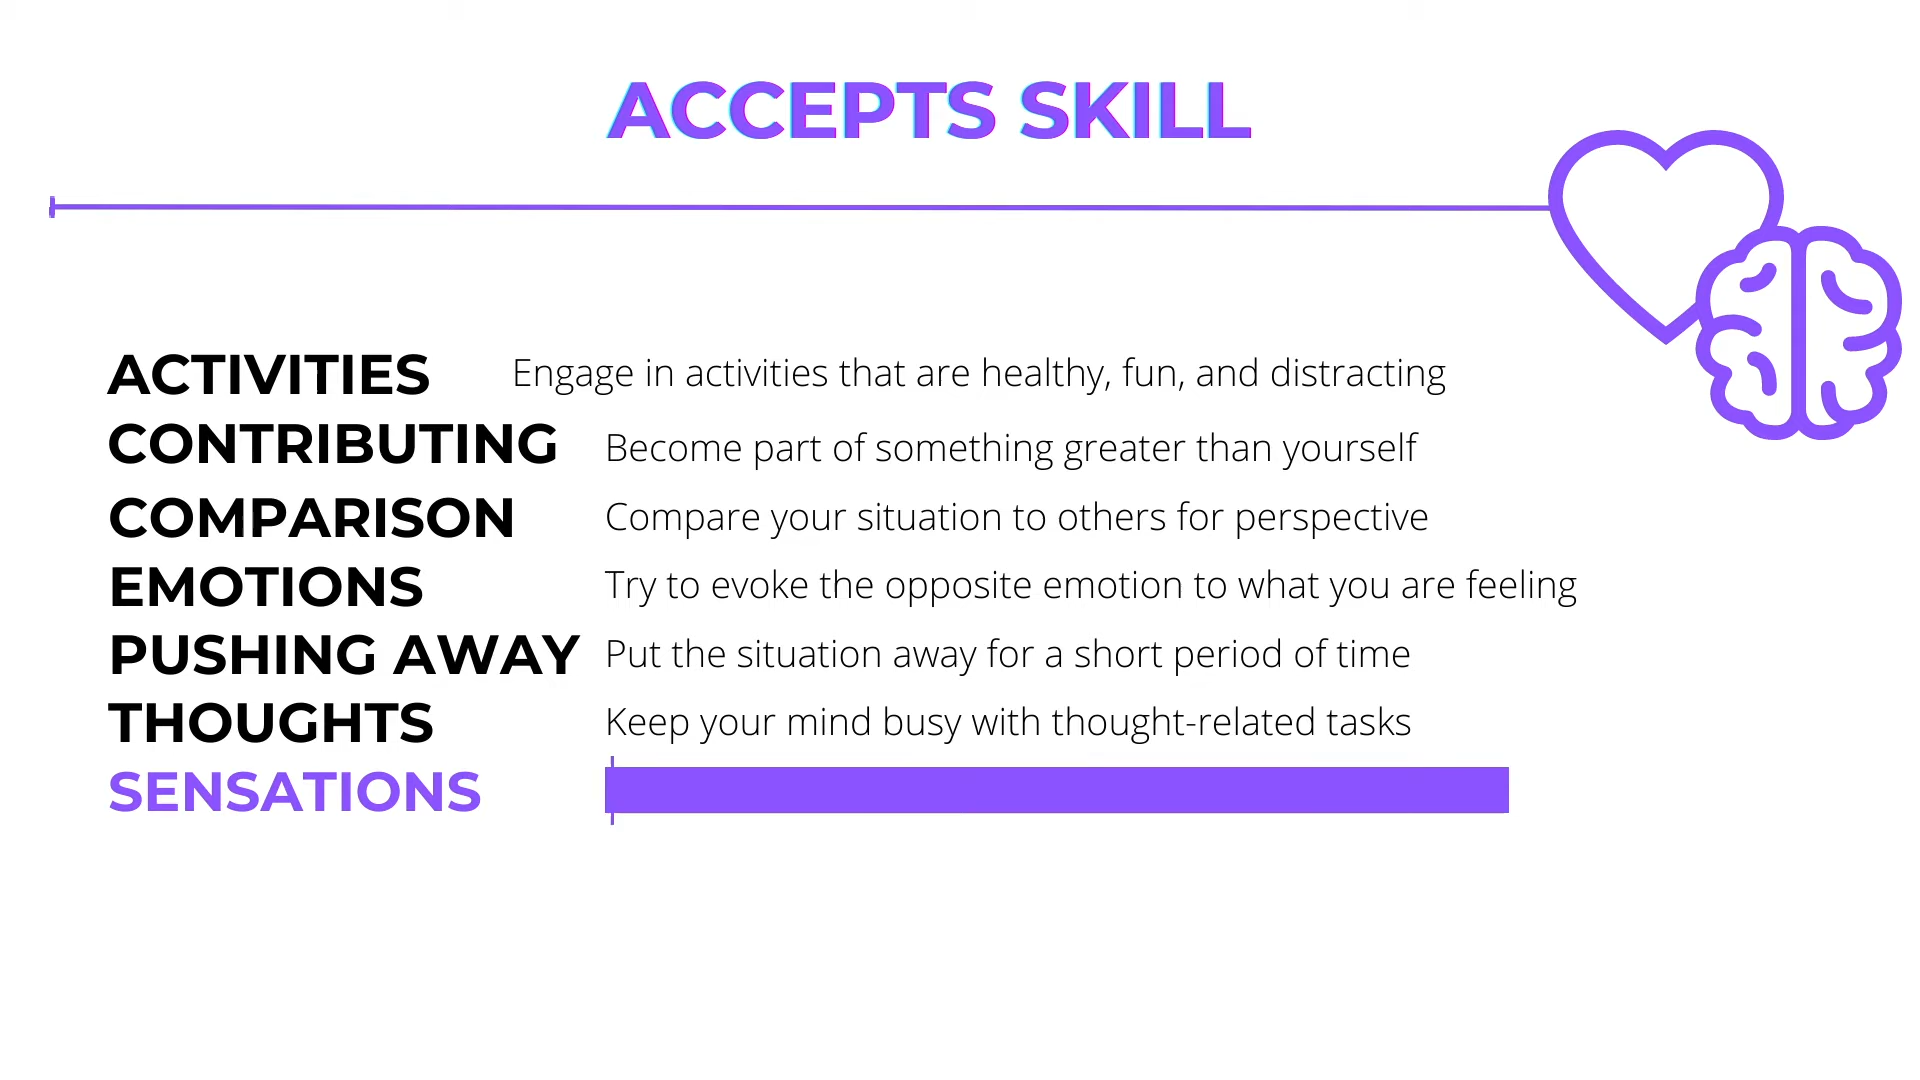 ACCEPTS SKILL
ACTIVITIES Engage in activities that are healthy, fun, and distracting
CONTRIBUTING Become part of something greater than yourself
COMPARISON Compare your situation to others for perspective
EMOTIONS Try to evoke the opposite emotion to what you are feeling
PUSHING AWAY Put the situation away for a short period of time
THOUGHTS Keep your mind busy with thought-related tasks
SENSATIONS